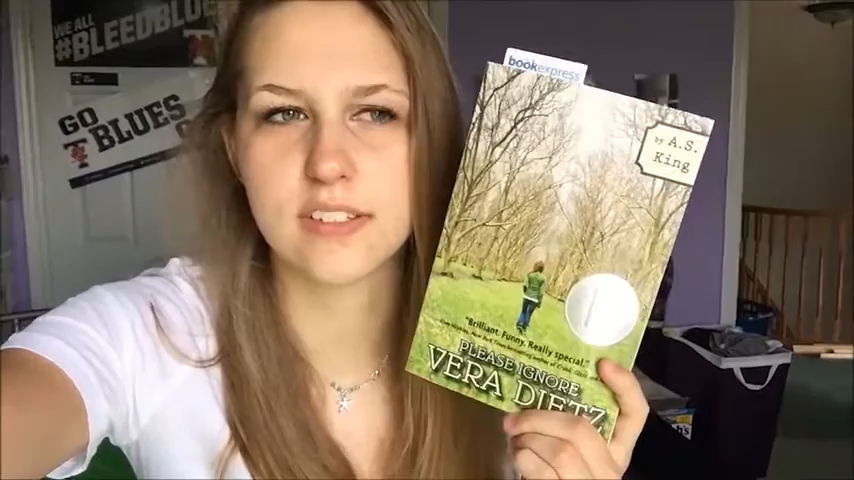 WE ALL
#BLEEDBLUE
GO
BLUES
bookexpress
by A.S.
King
"Brilliant. Funny. Really special."
PLEASE IGNORE
VERA DIETZ